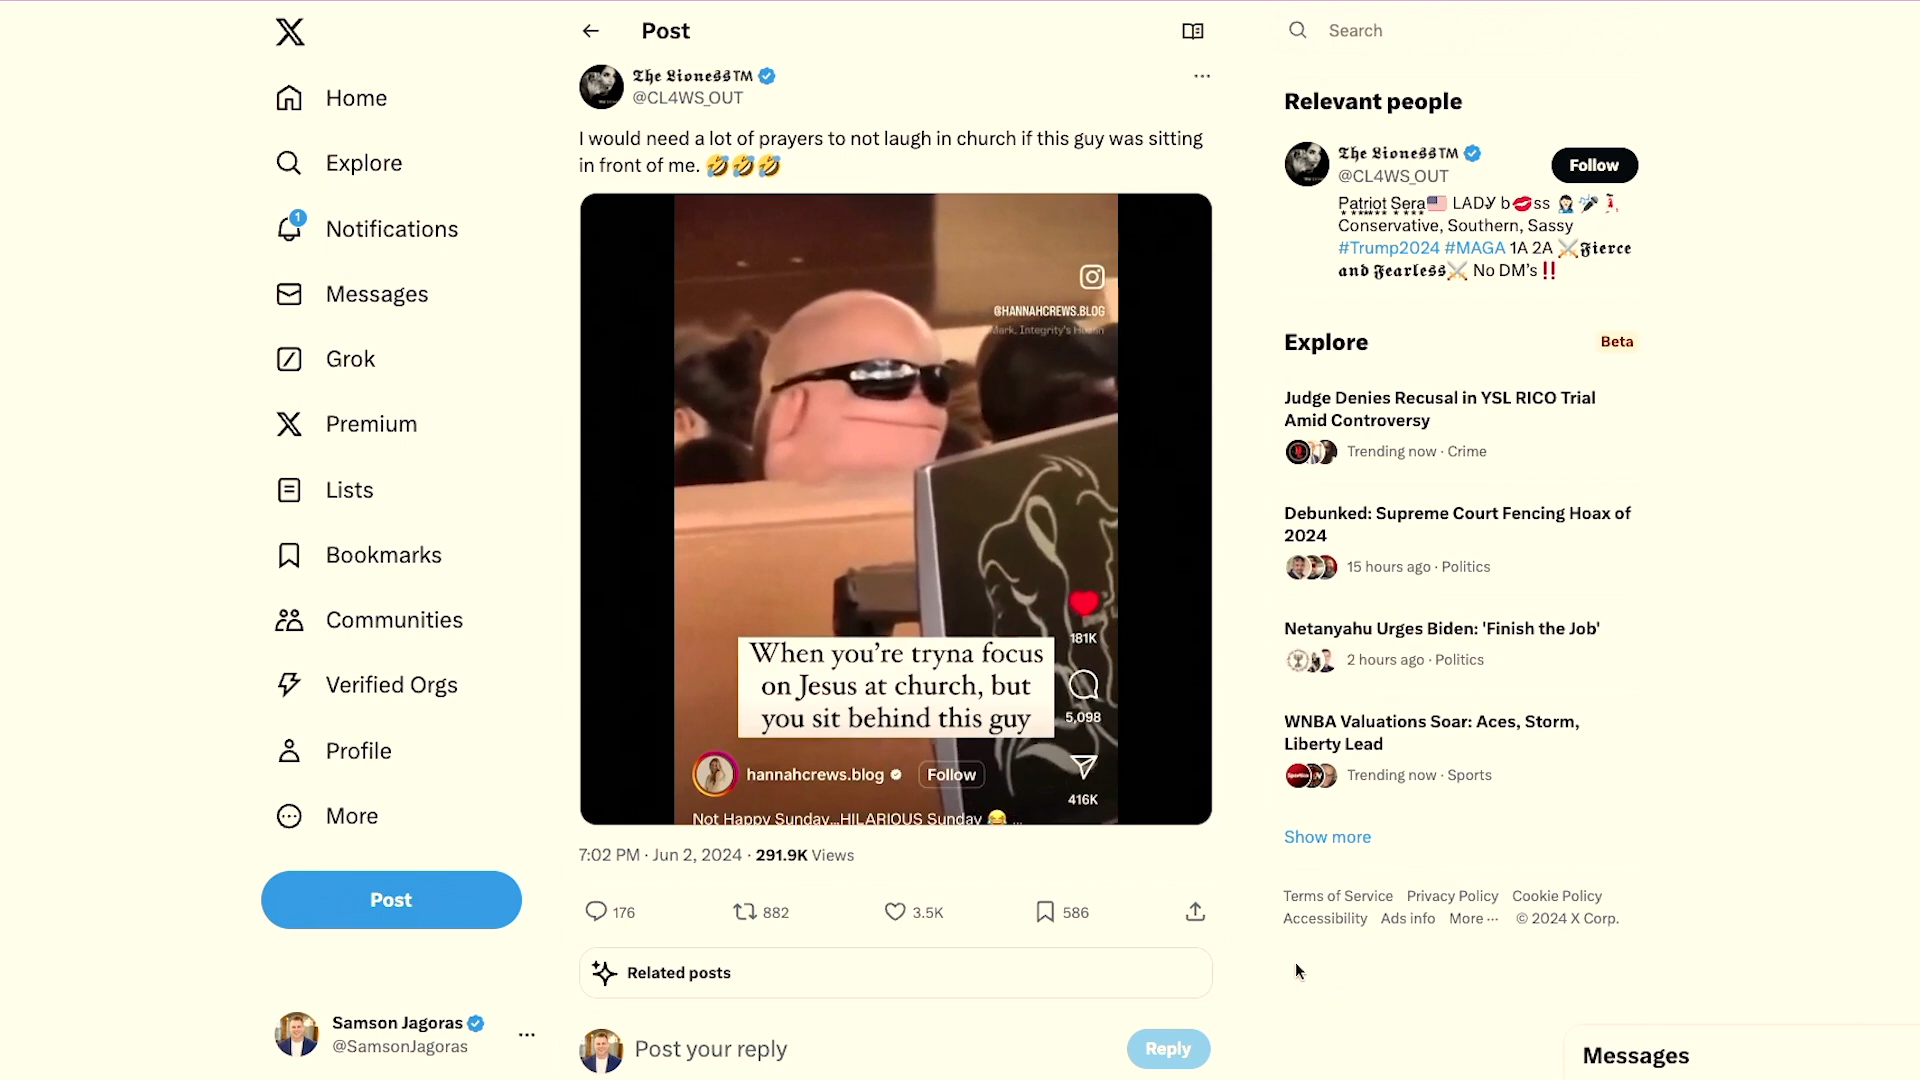 Home
Explore
1
Notifications
Messages
Grok
Premium
Lists
Bookmarks
Communities
Verified Orgs
Profile
More
Post
Samson Jagoras
@SamsonJagoras
Post
𝕿𝖍𝖊 𝕷𝖎𝖔𝖓𝖊𝖘𝖘TM
@CL4WS_OUT
I would need a lot of prayers to not laugh in church if this guy was sitting
in front of me. 🤣🤣🤣
@HANNAHCREWS.BLOG
Mark, Integrity's Human
181K
When you're tryna focus
on Jesus at church, but
you sit behind this guy
5,098
hannahcrews.blog Follow
416K
Not Happy Sunday...HILARIOUS Sunday 😂 ...
7:02 PM · Jun 2, 2024 · 291.9K Views
176 882 3.5K 586
Related posts
Post your reply
Reply
Search
Relevant people
𝕿𝖍𝖊 𝕷𝖎𝖔𝖓𝖊𝖘𝖘TM
@CL4WS_OUT
Follow
Patriot Sera🇺🇸 LADY b💋ss
Conservative, Southern, Sassy
#Trump2024 #MAGA 1A 2A ⚔️𝕱𝖎𝖊𝖗𝖈𝖊
𝖆𝖓𝖉 𝕱𝖊𝖆𝖗𝖑𝖊𝖘𝖘⚔️ No DM's‼️
Explore
Beta
Judge Denies Recusal in YSL RICO Trial
Amid Controversy
Trending now · Crime
Debunked: Supreme Court Fencing Hoax of
2024
15 hours ago · Politics
Netanyahu Urges Biden: 'Finish the Job'
2 hours ago · Politics
WNBA Valuations Soar: Aces, Storm,
Liberty Lead
Trending now · Sports
Show more
Terms of Service Privacy Policy Cookie Policy
Accessibility Ads info More ··· © 2024 X Corp.
Messages